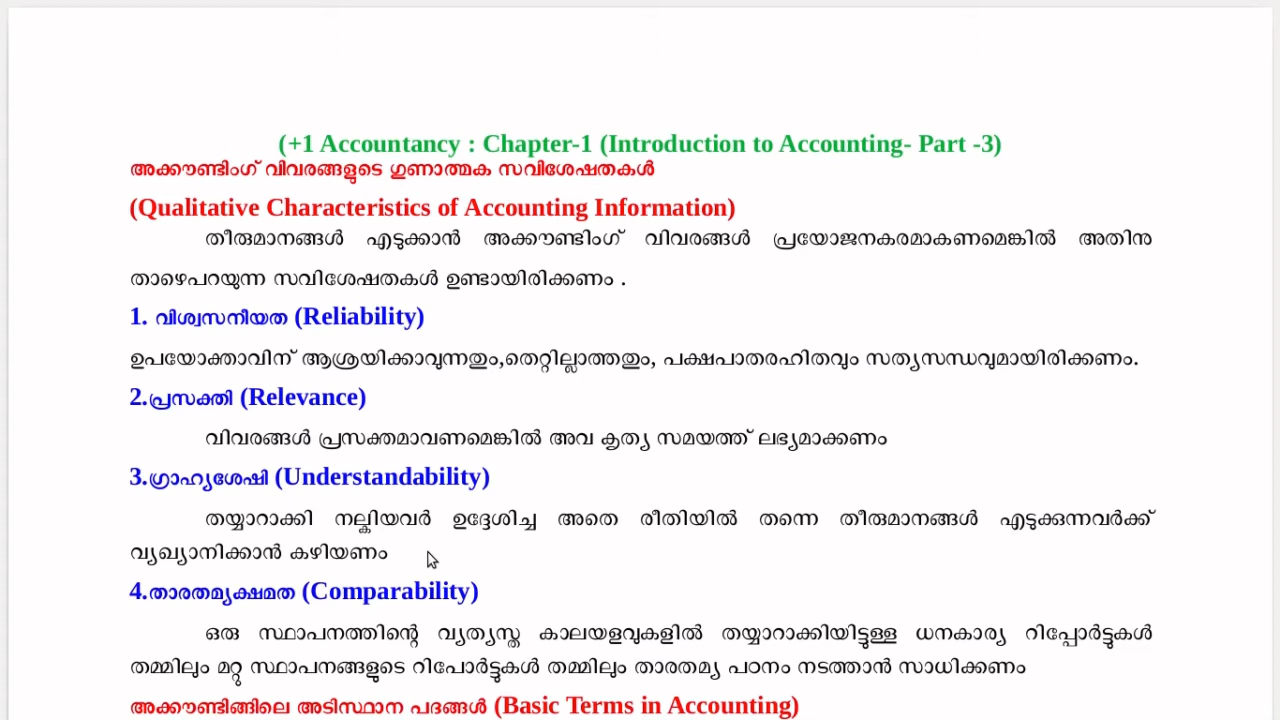 (+1 Accountancy : Chapter-1 (Introduction to Accounting- Part -3)
അക്കൗണ്ടിംഗ് വിവരങ്ങളുടെ ഗുണാത്മക സവിശേഷതകൾ
(Qualitative Characteristics of Accounting Information)
തീരുമാനങ്ങൾ എടുക്കാൻ അക്കൗണ്ടിംഗ് വിവരങ്ങൾ പ്രയോജനകരമാകണമെങ്കിൽ അതിനു
താഴെപറയുന്ന സവിശേഷതകൾ ഉണ്ടായിരിക്കണം .
1. വിശ്വസനീയത (Reliability)
ഉപയോക്താവിന് ആശ്രയിക്കാവുന്നതും,തെറ്റില്ലാത്തതും, പക്ഷപാതരഹിതവും സത്യസന്ധവുമായിരിക്കണം.
2.പ്രസക്തി (Relevance)
വിവരങ്ങൾ പ്രസക്തമാവണമെങ്കിൽ അവ കൃത്യ സമയത്ത് ലഭ്യമാക്കണം
3.ഗ്രാഹ്യശേഷി (Understandability)
തയ്യാറാക്കി നല്കിയവർ ഉദ്ദേശിച്ച അതെ രീതിയിൽ തന്നെ തീരുമാനങ്ങൾ എടുക്കുന്നവർക്ക്
വ്യഖ്യാനിക്കാൻ കഴിയണം
4.താരതമ്യക്ഷമത (Comparability)
ഒരു സ്ഥാപനത്തിന്റെ വ്യത്യസ്ത കാലയളവുകളിൽ തയ്യാറാക്കിയിട്ടുള്ള ധനകാര്യ റിപ്പോർട്ടുകൾ
തമ്മിലും മറ്റു സ്ഥാപനങ്ങളുടെ റിപോർട്ടുകൾ തമ്മിലും താരതമ്യ പഠനം നടത്താൻ സാധിക്കണം
അക്കൗണ്ടിങ്ങിലെ അടിസ്ഥാന പദങ്ങൾ (Basic Terms in Accounting)